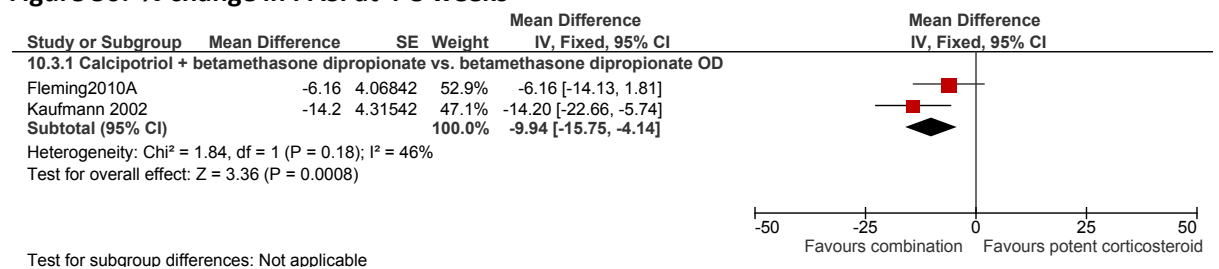 Study or Subgroup Mean Difference SE Weight Mean Difference IV, Fixed, 95% CI Mean Difference IV, Fixed, 95% CI
10.3.1 Calcipotriol + betamethasone dipropionate vs. betamethasone dipropionate OD
Fleming2010A -6.16 4.06842 52.9% -6.16 [-14.13, 1.81]
Kaufmann 2002 -14.2 4.31542 47.1% -14.20 [-22.66, -5.74]
Subtotal (95% CI) 100.0% -9.94 [-15.75, -4.14]
Heterogeneity: Chi² = 1.84, df = 1 (P = 0.18); I² = 46%
Test for overall effect: Z = 3.36 (P = 0.0008)
-50 -25 0 25 50
Favours combination Favours potent corticosteroid
Test for subgroup differences: Not applicable